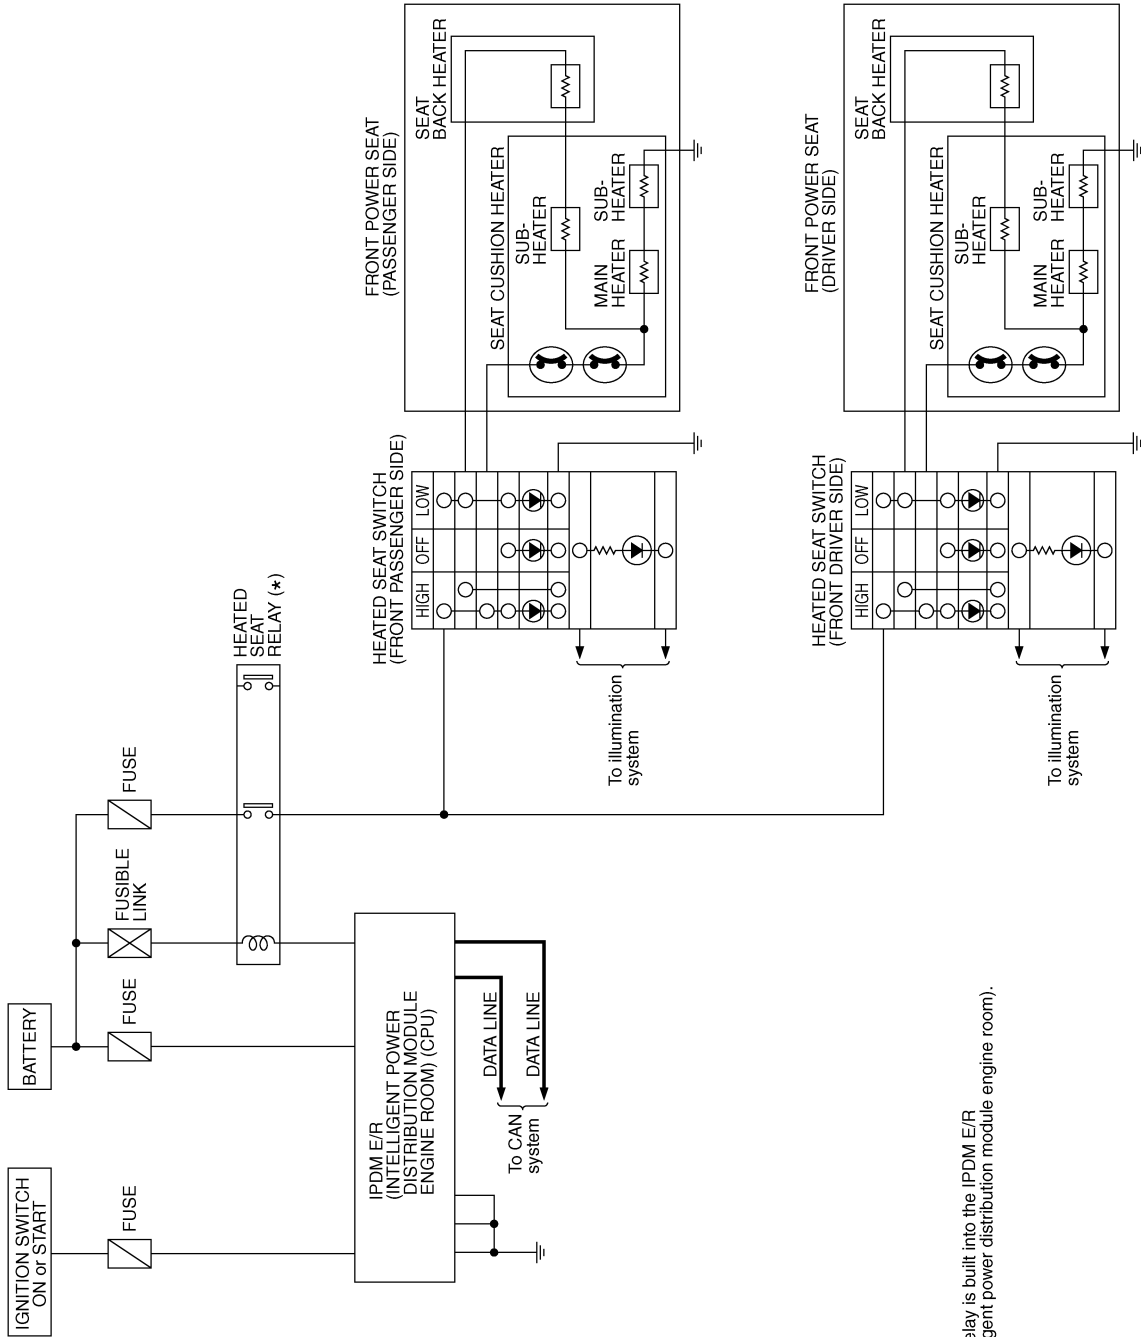 IGNITION SWITCH
ON or START
BATTERY
FUSE
FUSE
FUSIBLE
LINK
FUSE
HEATED
SEAT
RELAY (*)
IPDM E/R
(INTELLIGENT POWER
DISTRIBUTION MODULE
ENGINE ROOM) (CPU)
DATA LINE
DATA LINE
To CAN
system
HEATED SEAT SWITCH
(FRONT PASSENGER SIDE)
HIGH
OFF
LOW
To illumination
system
FRONT POWER SEAT
(PASSENGER SIDE)
SEAT
BACK HEATER
SEAT CUSHION HEATER
SUB-
HEATER
MAIN
HEATER
SUB-
HEATER
HEATED SEAT SWITCH
(FRONT DRIVER SIDE)
HIGH
OFF
LOW
To illumination
system
FRONT POWER SEAT
(DRIVER SIDE)
SEAT
BACK HEATER
SEAT CUSHION HEATER
SUB-
HEATER
MAIN
HEATER
SUB-
HEATER
is built into the IPDM E/R
power distribution module engine room).